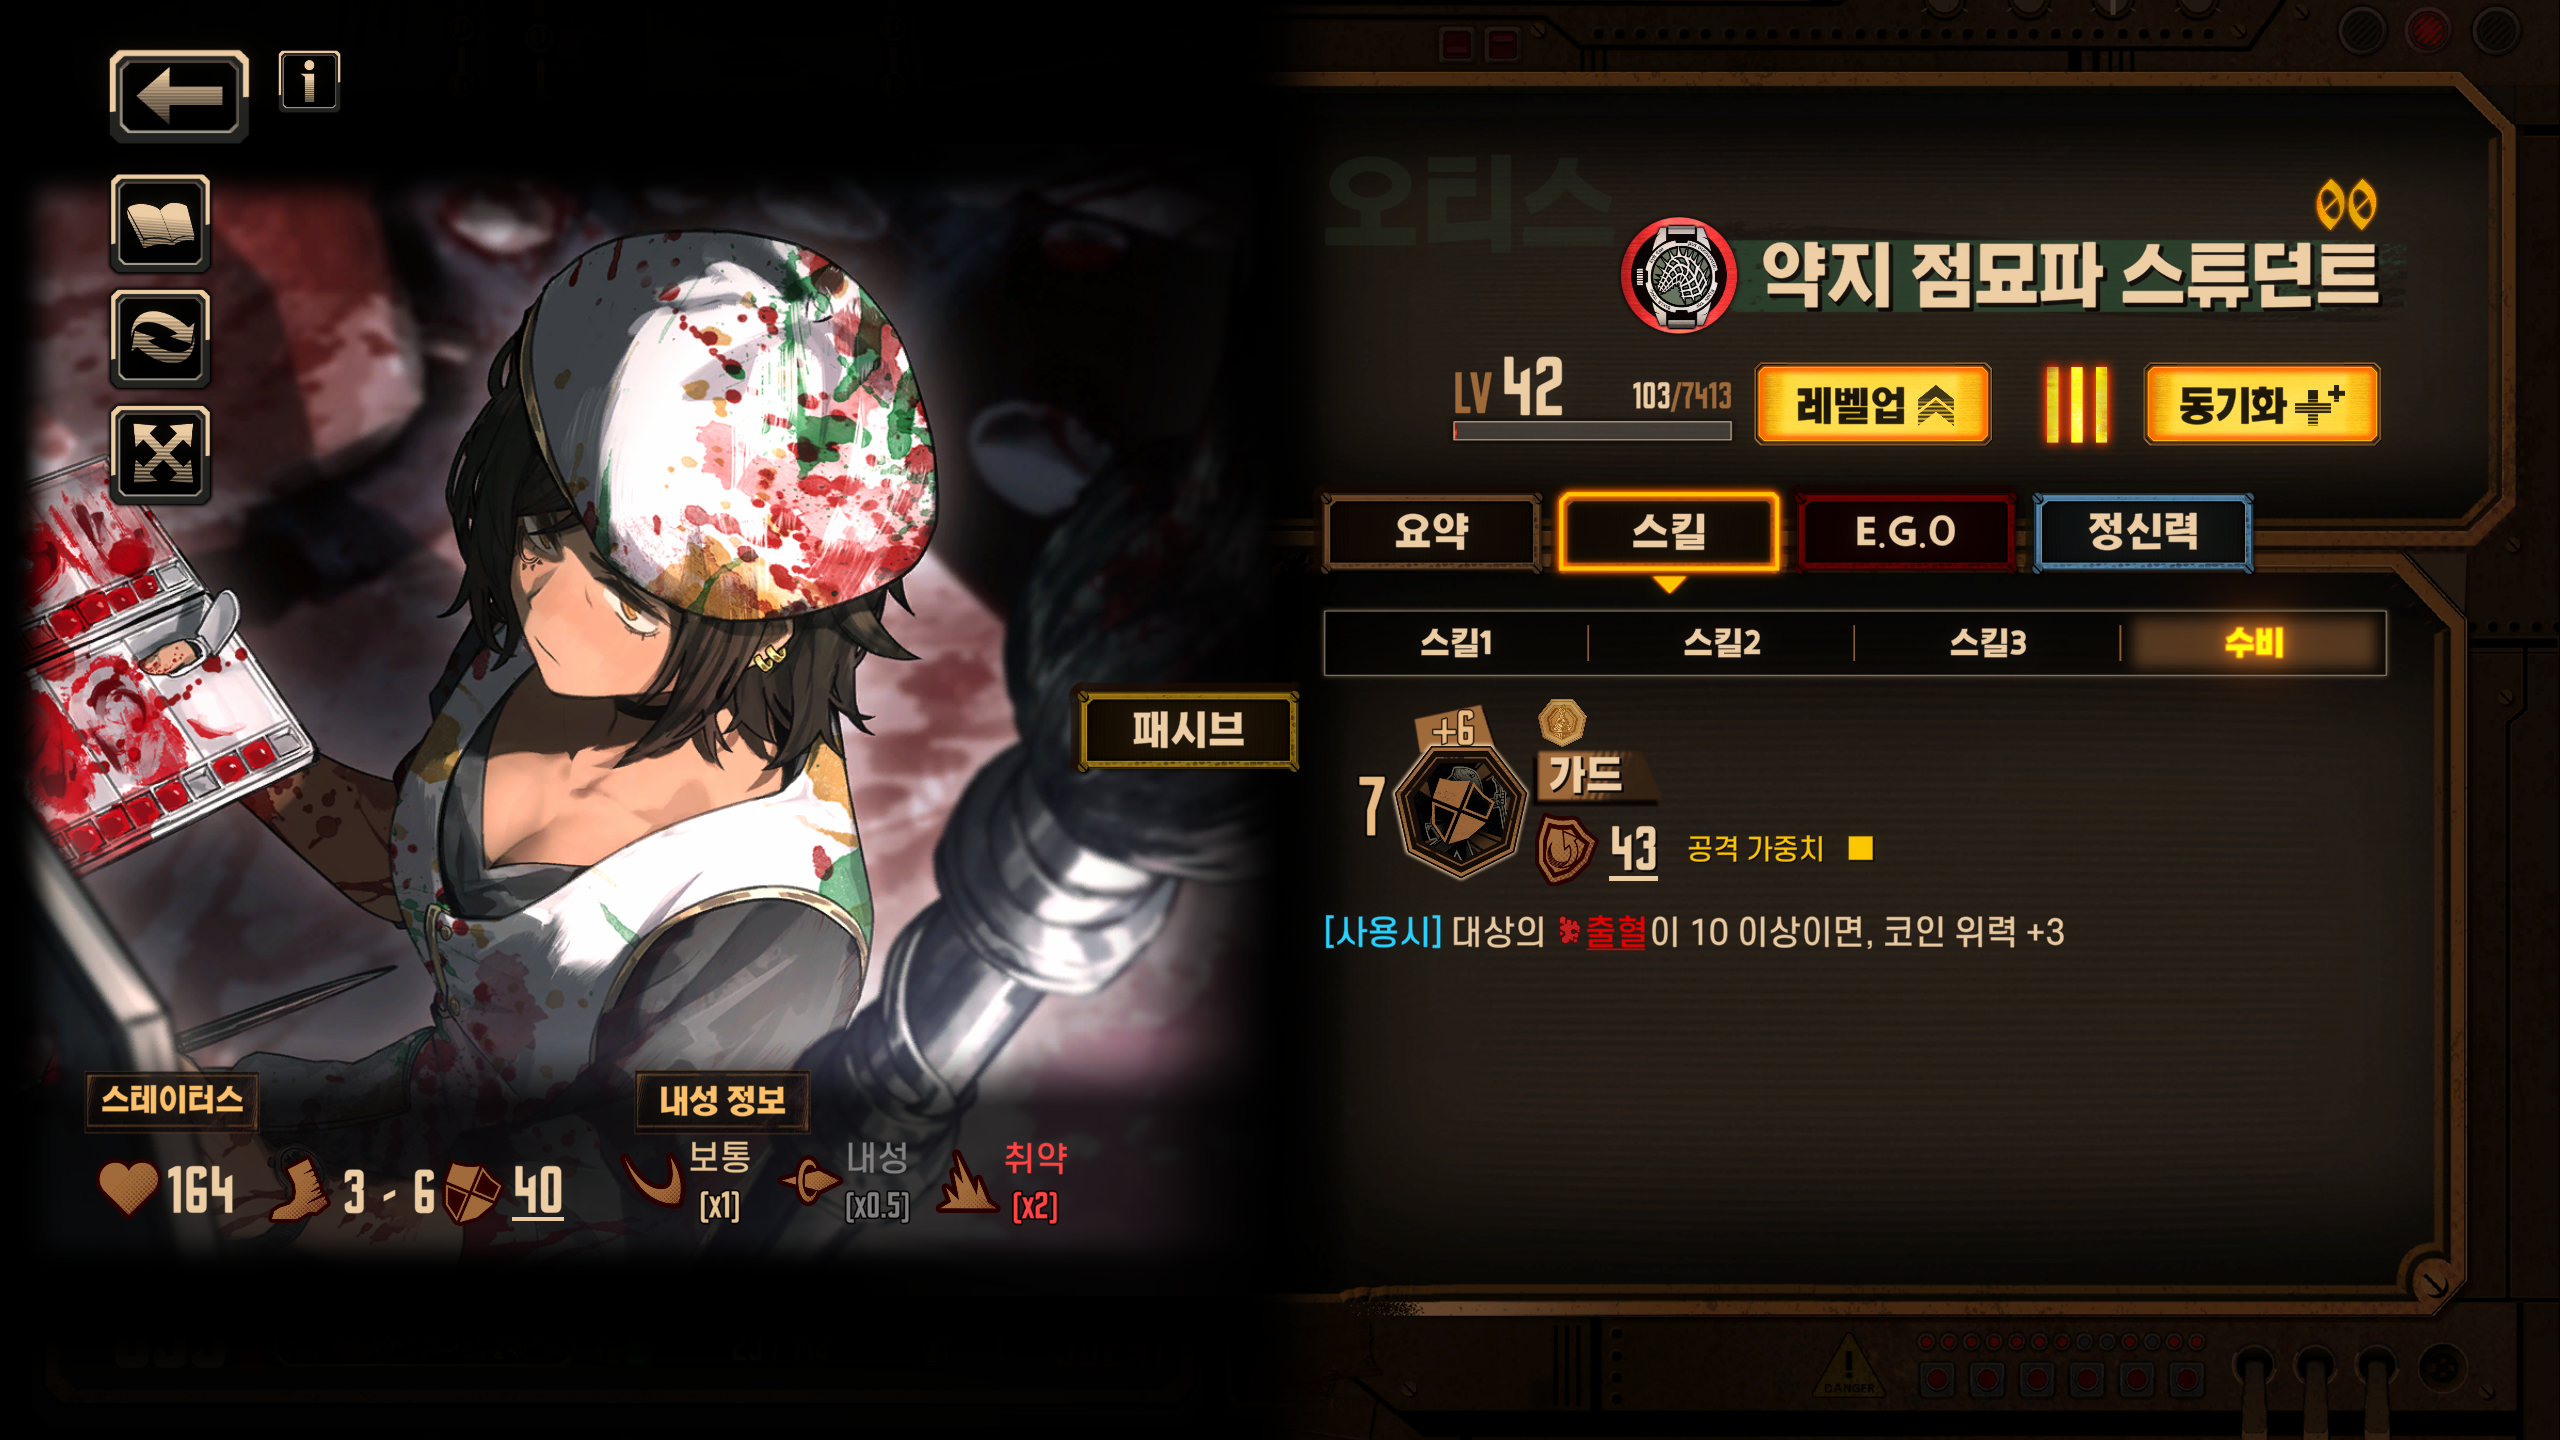 오티스
약지 점묘파 스튜던트
LV 42
103/7413
레벨업
동기화
요약
스킬
E.G.O
정신력
스킬1
스킬2
스킬3
수비
패시브
+6
7
가드
43
공격 가중치
[사용시] 대상의 출혈이 10 이상이면, 코인 위력 +3
스테이터스
164
3 - 6
40
내성 정보
보통
[x1]
내성
[x0.5]
취약
[x2]
DANGER